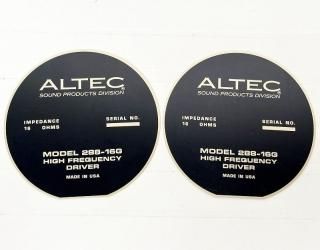 ALTEC®
SOUND PRODUCTS DIVISION
IMPEDANCE SERIAL NO.
16 OHMS
MODEL 288-16G
HIGH FREQUENCY
DRIVER
MADE IN USA
ALTEC®
SOUND PRODUCTS DIVISION
IMPEDANCE SERIAL NO.
16 OHMS
MODEL 288-16G
HIGH FREQUENCY
DRIVER
MADE IN USA